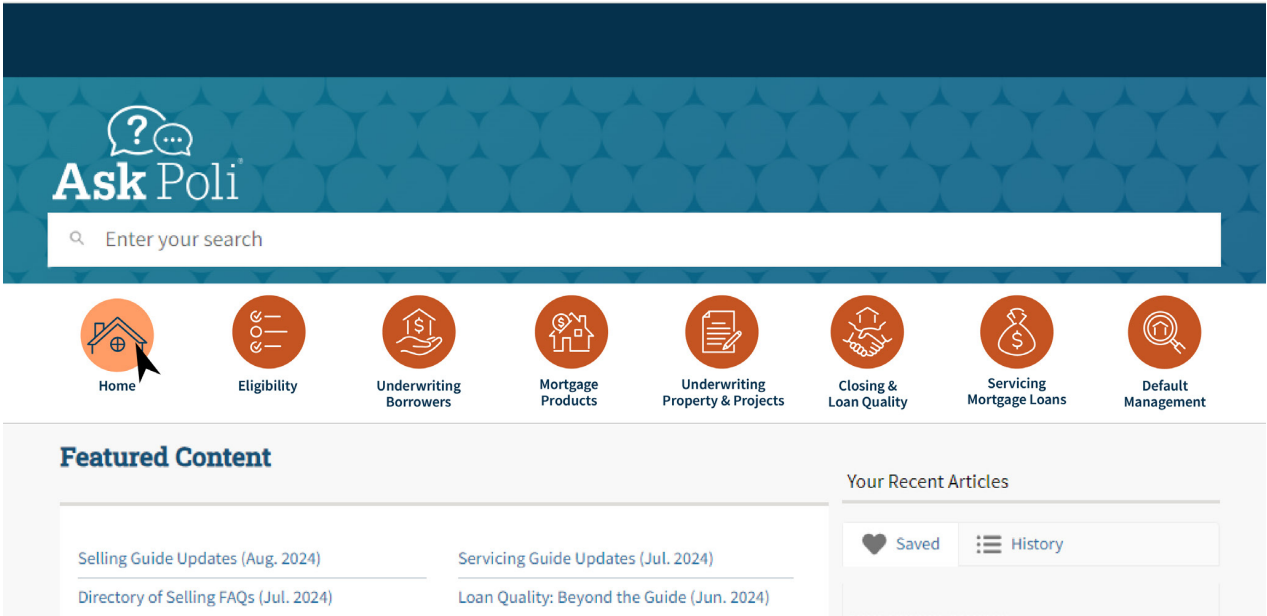 Ask Poli®
Enter your search
Home
Eligibility
Underwriting
Borrowers
Mortgage
Products
Underwriting
Property & Projects
Closing &
Loan Quality
Servicing
Mortgage Loans
Default
Management
Featured Content
Selling Guide Updates (Aug. 2024)
Servicing Guide Updates (Jul. 2024)
Directory of Selling FAQs (Jul. 2024)
Loan Quality: Beyond the Guide (Jun. 2024)
Your Recent Articles
Saved
History